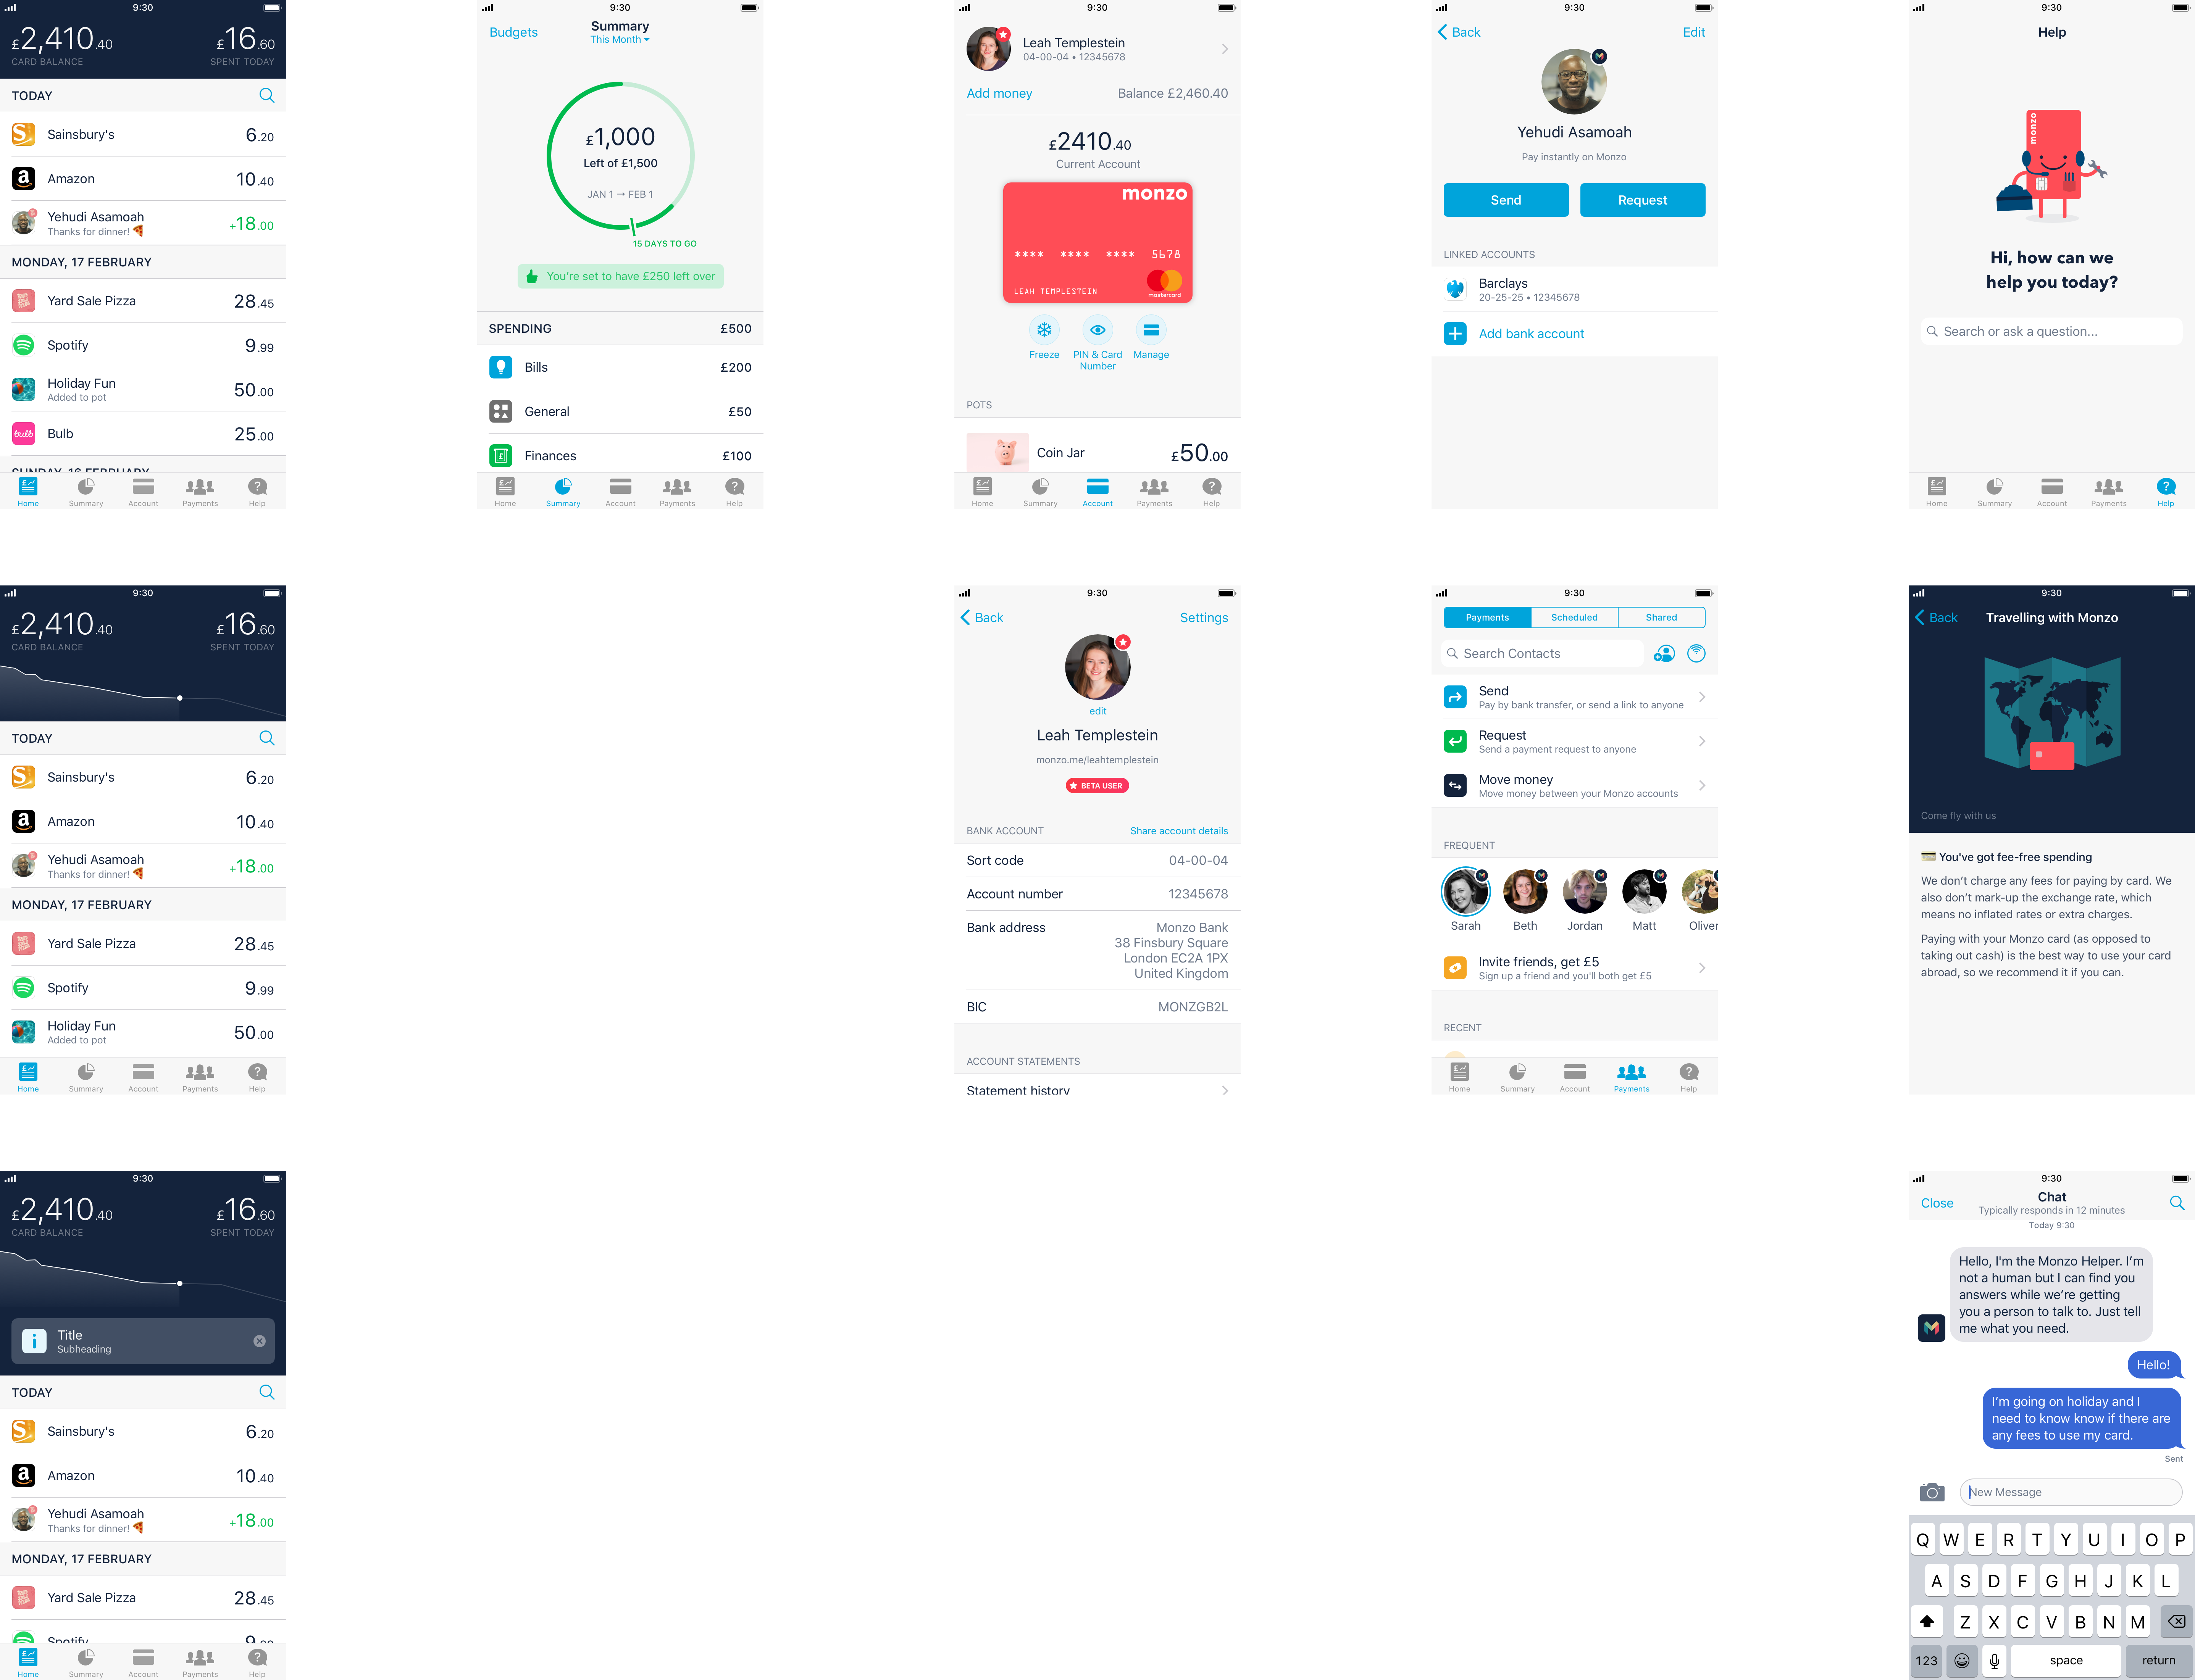 9:30
£2,410.40
£16.60
CARD BALANCE
SPENT TODAY
TODAY
Sainsbury's
6.20
Amazon
10.40
Yehudi Asamoah
Thanks for dinner! 🍕
+18.00
MONDAY, 17 FEBRUARY
Yard Sale Pizza
28.45
Spotify
9.99
Holiday Fun
Added to pot
50.00
bulb
Bulb
25.00
SUNDAY, 16 FEBRUARY
Home
Summary
Account
Payments
Help
9:30
Budgets
Summary
This Month
£1,000
Left of £1,500
JAN 1 → FEB 1
15 DAYS TO GO
You're set to have £250 left over
SPENDING
£500
Bills
£200
General
£50
Finances
£100
Home
Summary
Account
Payments
Help
9:30
Leah Templestein
04-00-04 • 12345678
Add money
Balance £2,460.40
£2410.40
Current Account
monzo
**** **** **** 5678
LEAH TEMPLESTEIN
mastercard
Freeze
PIN & Card
Number
Manage
POTS
Coin Jar
£50.00
Home
Summary
Account
Payments
Help
9:30
Back
Edit
Yehudi Asamoah
Pay instantly on Monzo
Send
Request
LINKED ACCOUNTS
Barclays
20-25-25 • 12345678
Add bank account
9:30
Help
monzo
Hi, how can we
help you today?
Search or ask a question...
Home
Summary
Account
Payments
Help
9:30
£2,410.40
£16.60
CARD BALANCE
SPENT TODAY
TODAY
Sainsbury's
6.20
Amazon
10.40
Yehudi Asamoah
Thanks for dinner! 🍕
+18.00
MONDAY, 17 FEBRUARY
Yard Sale Pizza
28.45
Spotify
9.99
Holiday Fun
Added to pot
50.00
Home
Summary
Account
Payments
Help
9:30
Back
Settings
edit
Leah Templestein
monzo.me/leahtemplestein
BETA USER
BANK ACCOUNT
Share account details
Sort code
04-00-04
Account number
12345678
Bank address
Monzo Bank
38 Finsbury Square
London EC2A 1PX
United Kingdom
BIC
MONZGB2L
ACCOUNT STATEMENTS
Statement history
9:30
Payments
Scheduled
Shared
Search Contacts
Send
Pay by bank transfer, or send a link to anyone
Request
Send a payment request to anyone
Move money
Move money between your Monzo accounts
FREQUENT
Sarah
Beth
Jordan
Matt
Oliver
Invite friends, get £5
Sign up a friend and you'll both get £5
RECENT
Home
Summary
Account
Payments
Help
9:30
Back
Travelling with Monzo
Come fly with us
💳 You've got fee-free spending
We don't charge any fees for paying by card. We
also don't mark-up the exchange rate, which
means no inflated rates or extra charges.
Paying with your Monzo card (as opposed to
taking out cash) is the best way to use your card
abroad, so we recommend it if you can.
9:30
£2,410.40
£16.60
CARD BALANCE
SPENT TODAY
Title
Subheading
TODAY
Sainsbury's
6.20
Amazon
10.40
Yehudi Asamoah
Thanks for dinner! 🍕
+18.00
MONDAY, 17 FEBRUARY
Yard Sale Pizza
28.45
Spotify
9.99
Home
Summary
Account
Payments
Help
9:30
Close
Chat
Typically responds in 12 minutes
Today 9:30
Hello, I'm the Monzo Helper. I'm
not a human but I can find you
answers while we're getting
you a person to talk to. Just tell
me what you need.
Hello!
I'm going on holiday and I
need to know know if there are
any fees to use my card.
Sent
New Message
Q W E R T Y U I O P
A S D F G H J K L
Z X C V B N M
123
space
return